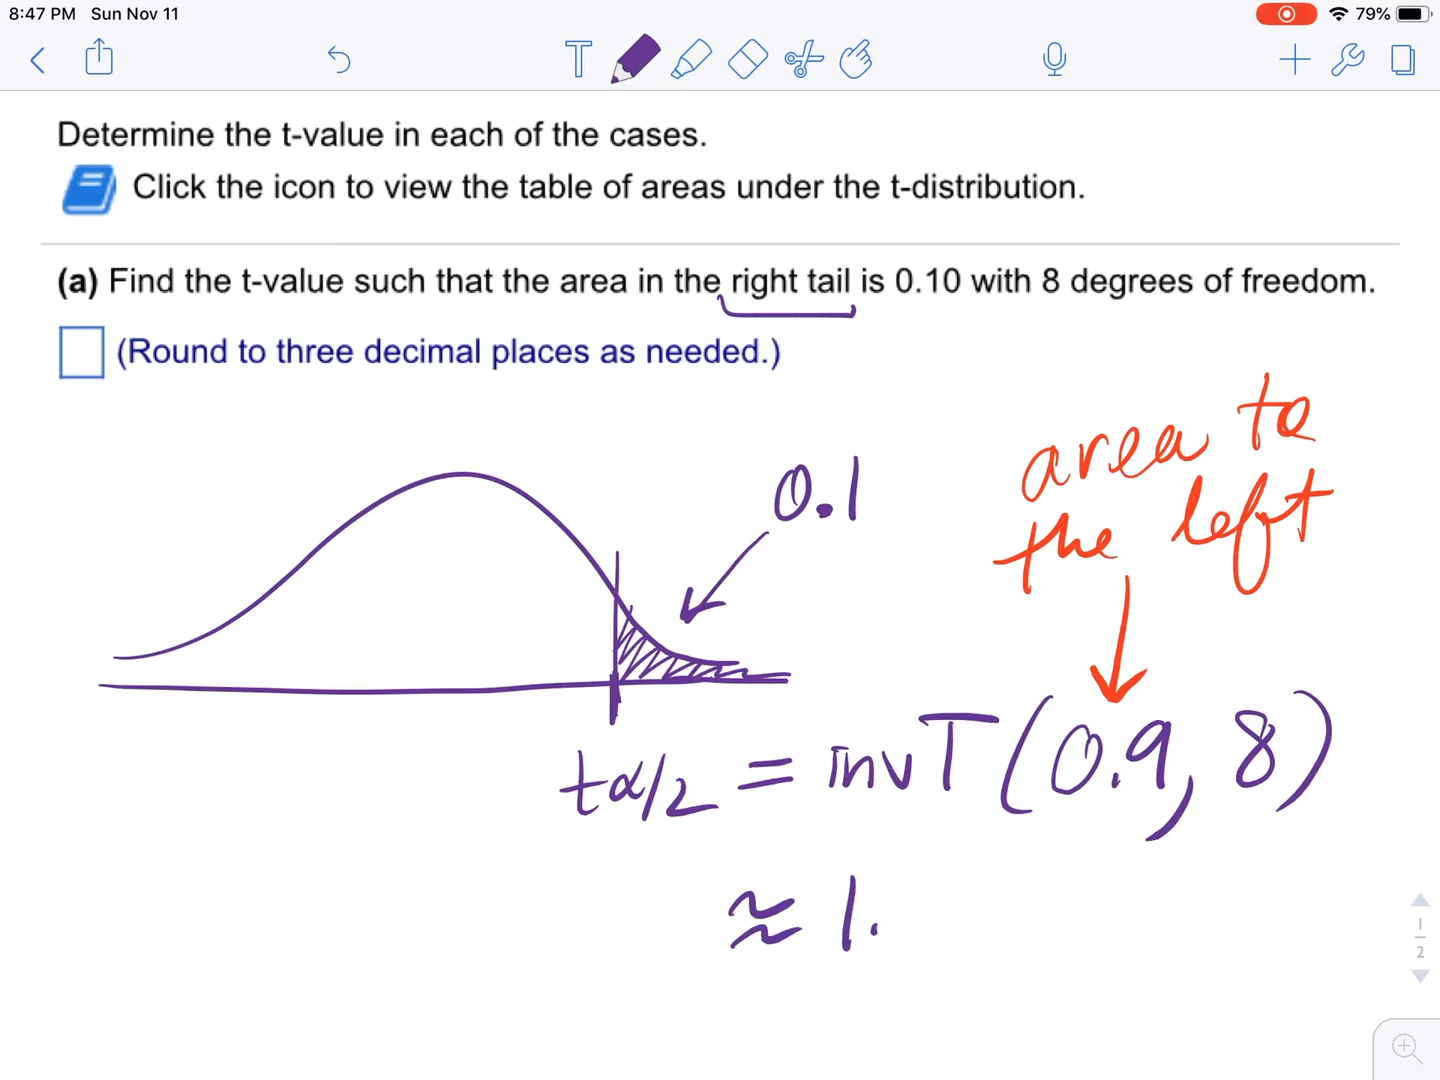 8:47 PM Sun Nov 11 79%
T
Determine the t-value in each of the cases.
Click the icon to view the table of areas under the t-distribution.
(a) Find the t-value such that the area in the right tail is 0.10 with 8 degrees of freedom.
(Round to three decimal places as needed.)
area to
the left
0.1
tα/2 = invT(0.9, 8)
≈ 1.
1
2